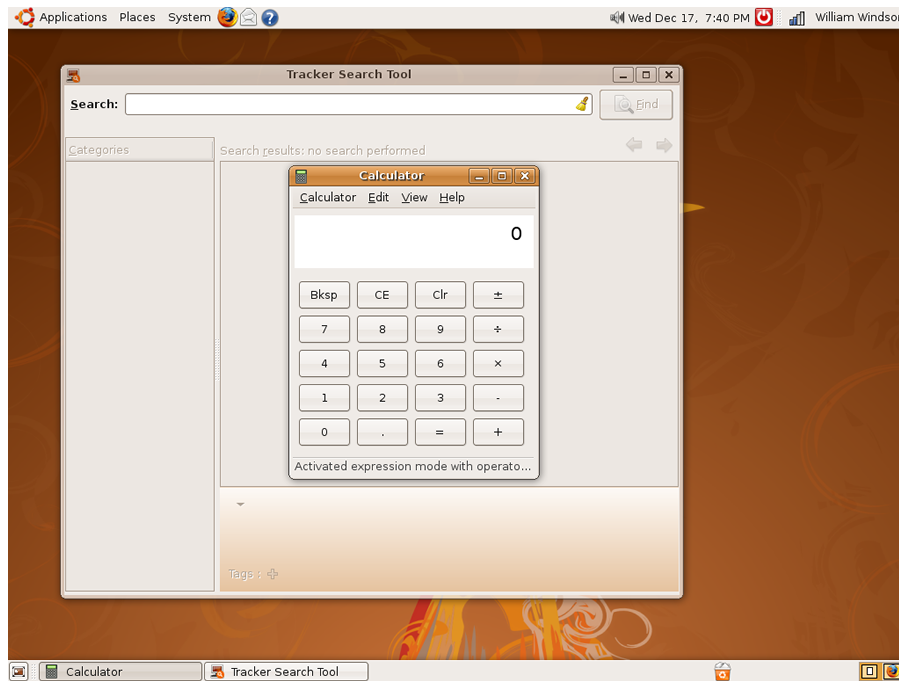 Applications Places System Wed Dec 17, 7:40 PM William Windsor
Tracker Search Tool
Search: Find
Categories
Search results: no search performed
Calculator
Calculator Edit View Help
0
Bksp CE Clr ±
7 8 9 ÷
4 5 6 ×
1 2 3 -
0 . = +
Activated expression mode with operato...
Tags :
Calculator Tracker Search Tool